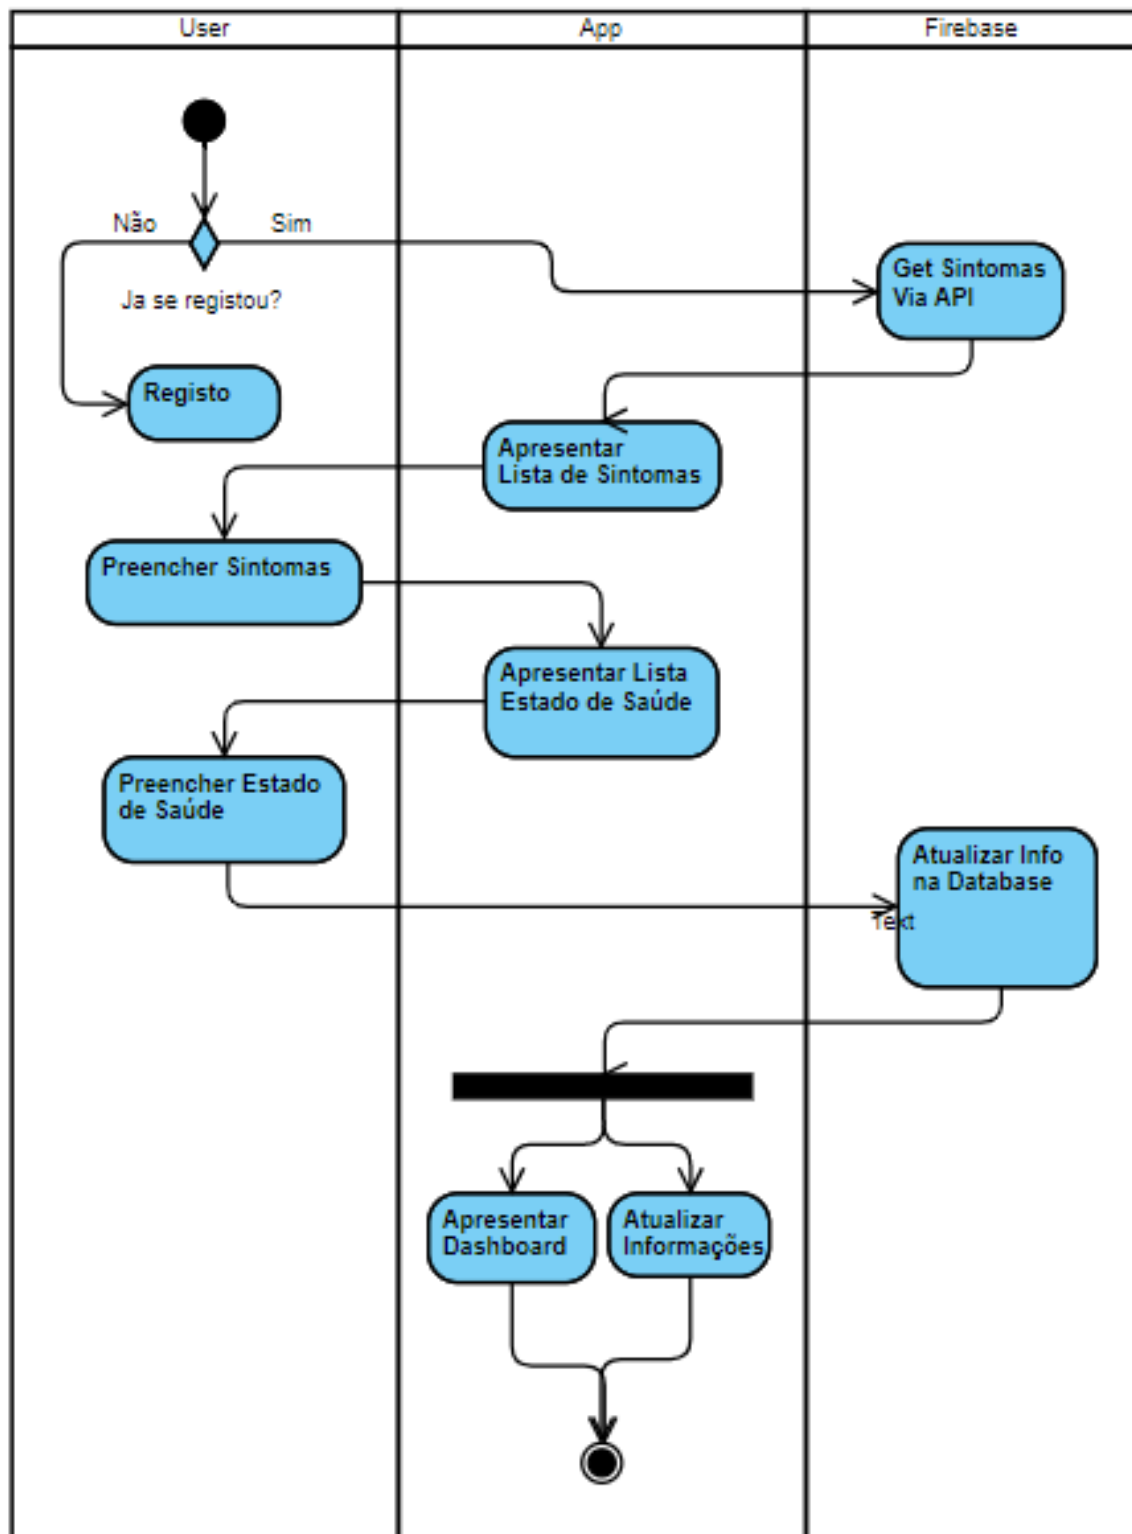 User
App
Firebase
Não
Sim
Ja se registou?
Get Sintomas
Via API
Registo
Apresentar
Lista de Sintomas
Preencher Sintomas
Apresentar Lista
Estado de Saúde
Preencher Estado
de Saúde
Atualizar Info
na Database
Text
Apresentar
Dashboard
Atualizar
Informações